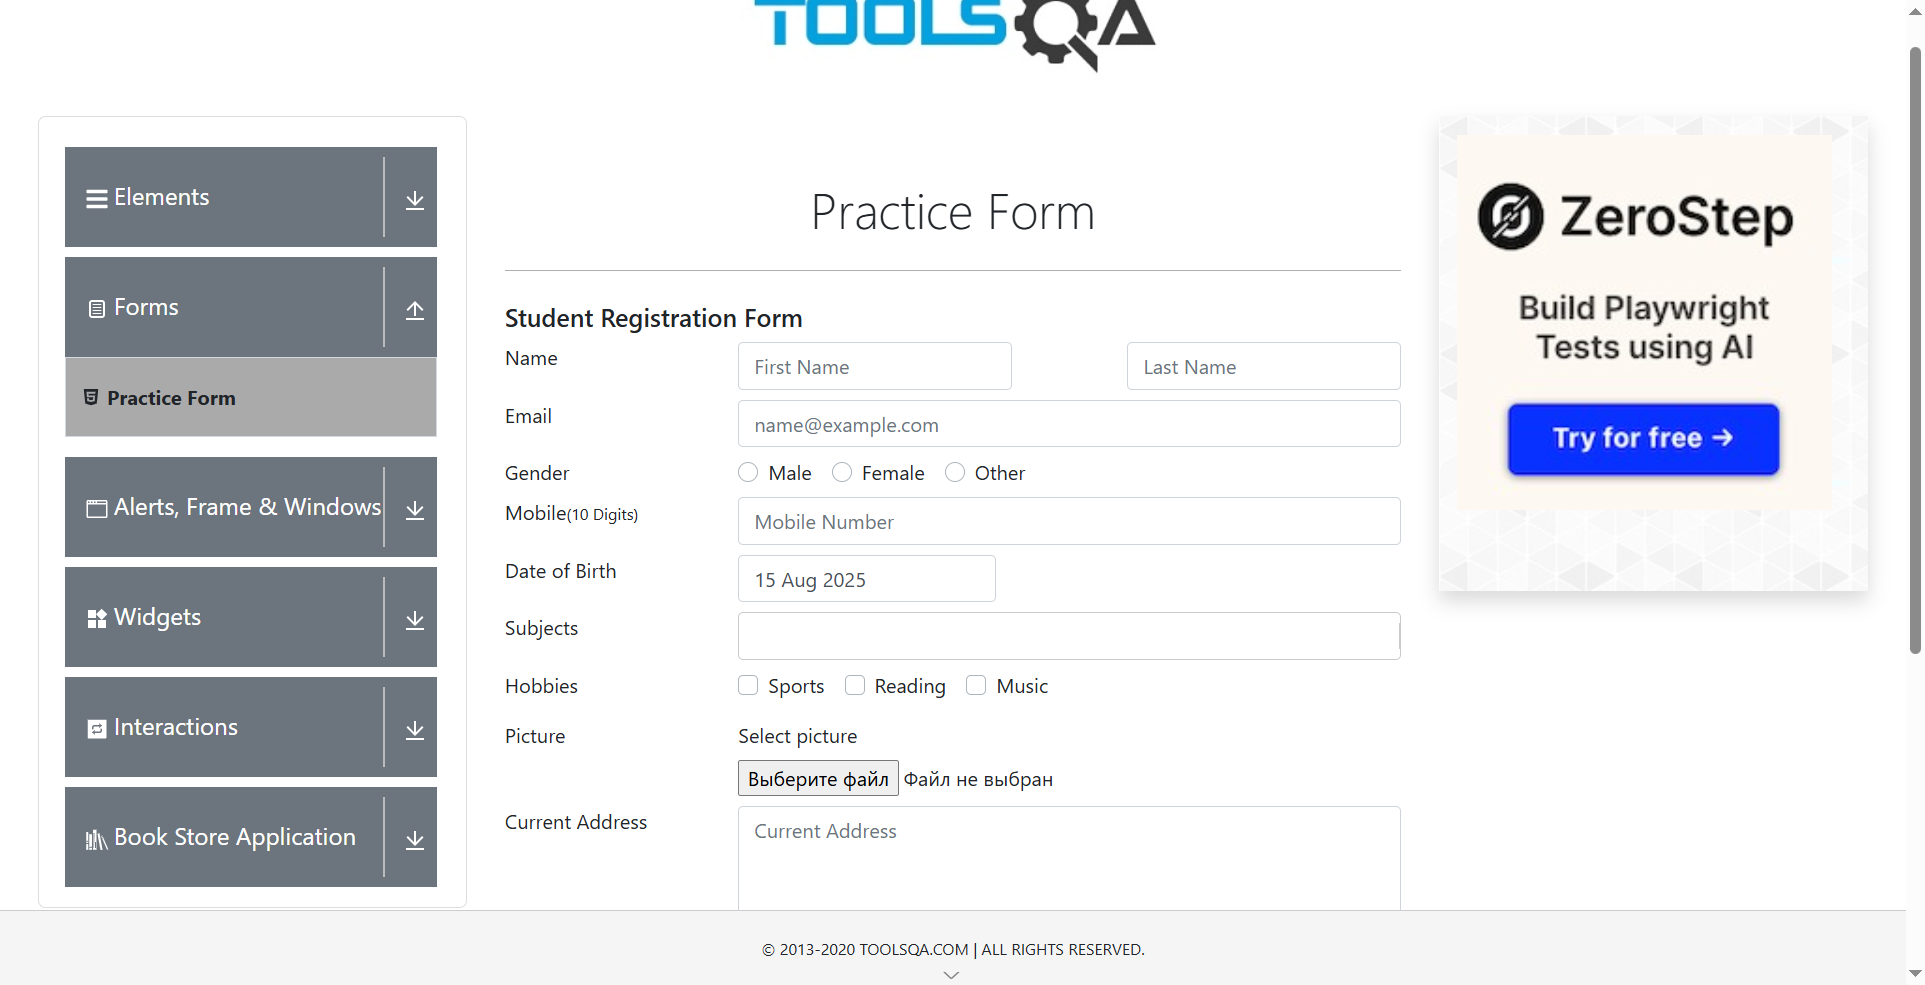 TOOLSQA
Elements
Forms
Practice Form
Alerts, Frame & Windows
Widgets
Interactions
Book Store Application
Practice Form
Student Registration Form
Name
First Name
Last Name
Email
name@example.com
Gender
Male
Female
Other
Mobile(10 Digits)
Mobile Number
Date of Birth
15 Aug 2025
Subjects
Hobbies
Sports
Reading
Music
Picture
Select picture
Выберите файл Файл не выбран
Current Address
Current Address
ZeroStep
Build Playwright
Tests using AI
Try for free →
© 2013-2020 TOOLSQA.COM | ALL RIGHTS RESERVED.